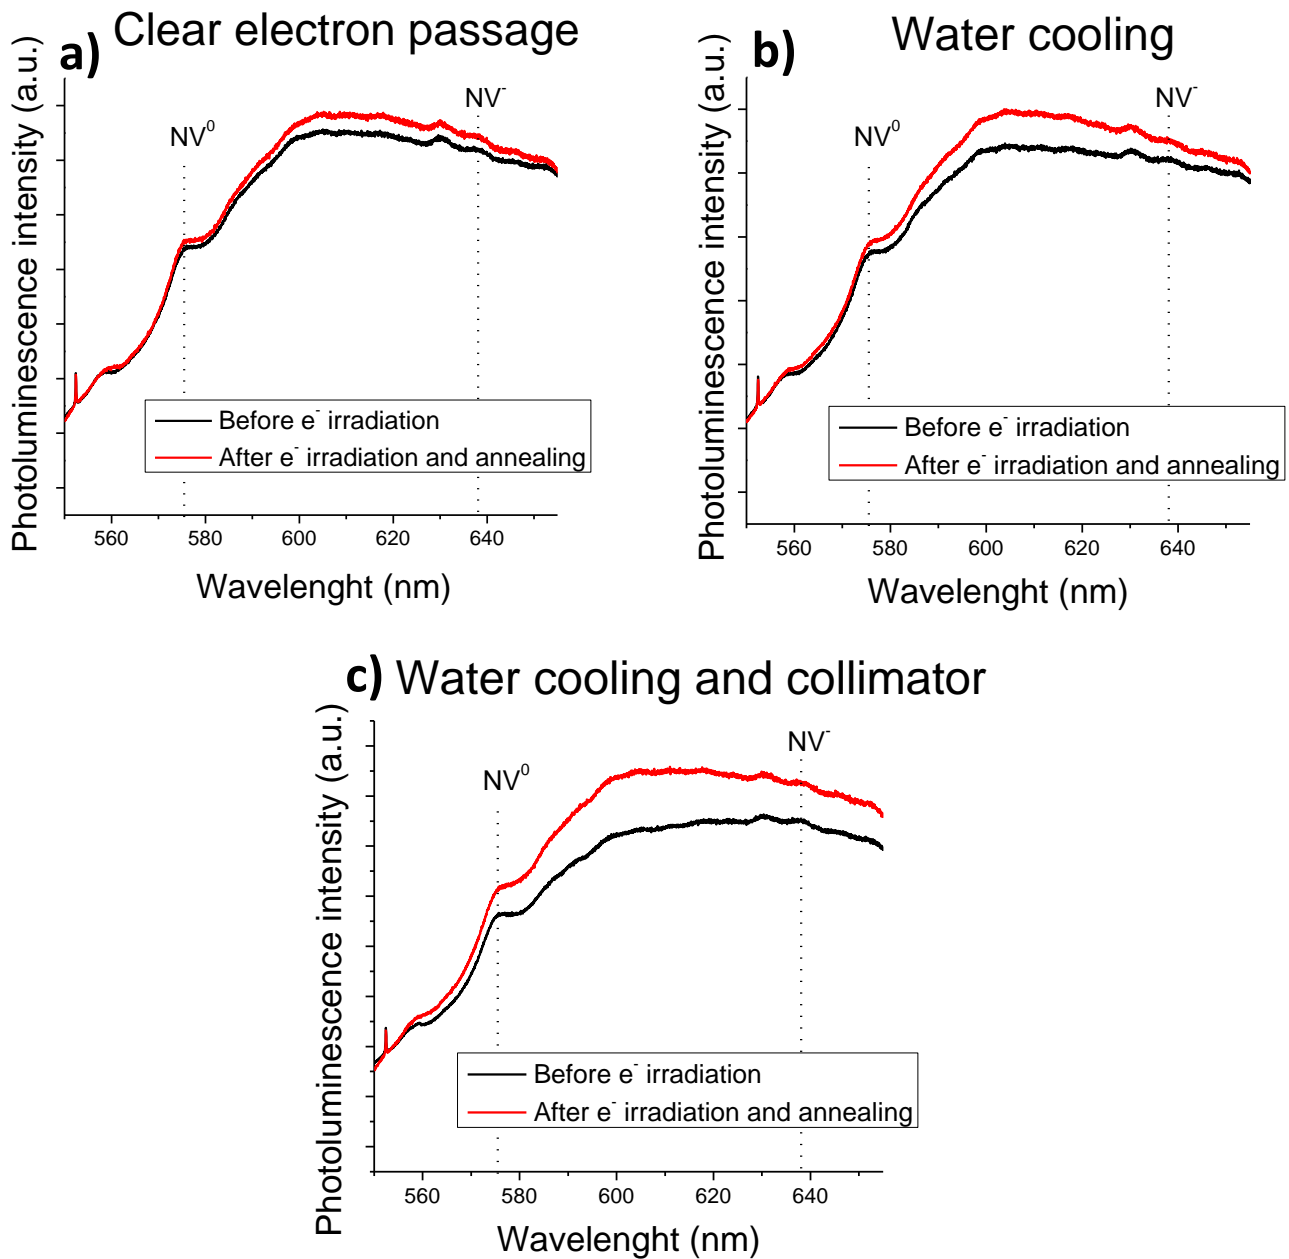 a) Clear electron passage
Photoluminescence intensity (a.u.)
NV⁰
NV⁻
Before e⁻ irradiation
After e⁻ irradiation and annealing
560 580 600 620 640
Wavelenght (nm)
b) Water cooling
Photoluminescence intensity (a.u.)
NV⁰
NV⁻
Before e⁻ irradiation
After e⁻ irradiation and annealing
560 580 600 620 640
Wavelenght (nm)
c) Water cooling and collimator
Photoluminescence intensity (a.u.)
NV⁰
NV⁻
Before e⁻ irradiation
After e⁻ irradiation and annealing
560 580 600 620 640
Wavelenght (nm)